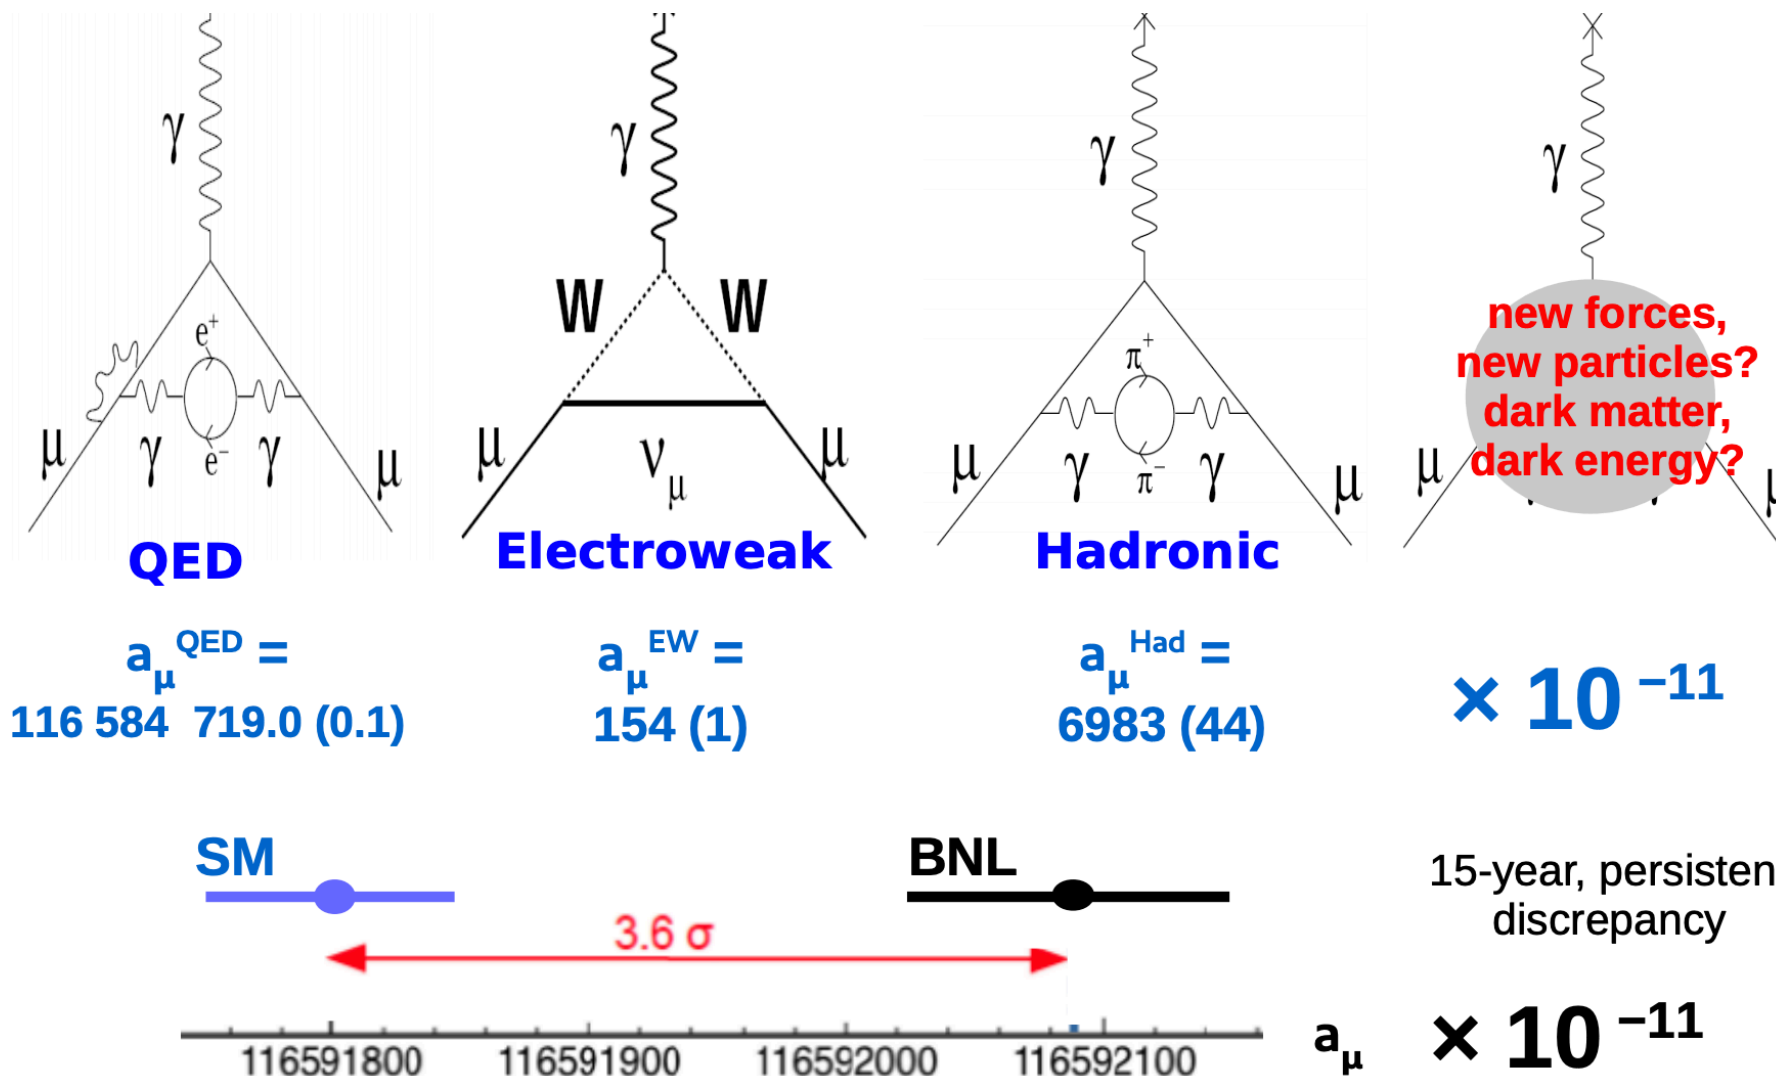 γ
γ
γ
γ
W W
e⁺
π⁺
new forces,
new particles?
dark matter,
dark energy?
μ γ e⁻ γ μ
μ ν_μ μ
μ γ π⁻ γ μ
μ
QED
Electroweak
Hadronic
a_μ^QED =
116 584 719.0 (0.1)
a_μ^EW =
154 (1)
a_μ^Had =
6983 (44)
× 10 ⁻¹¹
SM
BNL
3.6 σ
15-year, persisten
discrepancy
116591800 116591900 116592000 116592100
a_μ × 10 ⁻¹¹